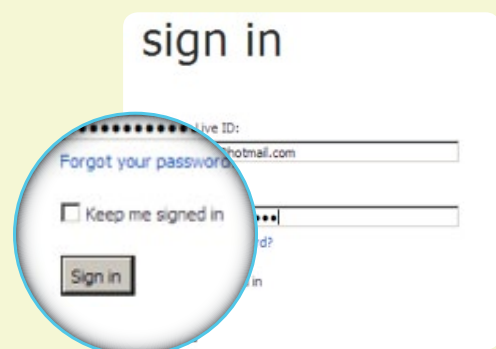 sign in
Live ID:
hotmail.com
Forgot your password
Keep me signed in
Sign in
in